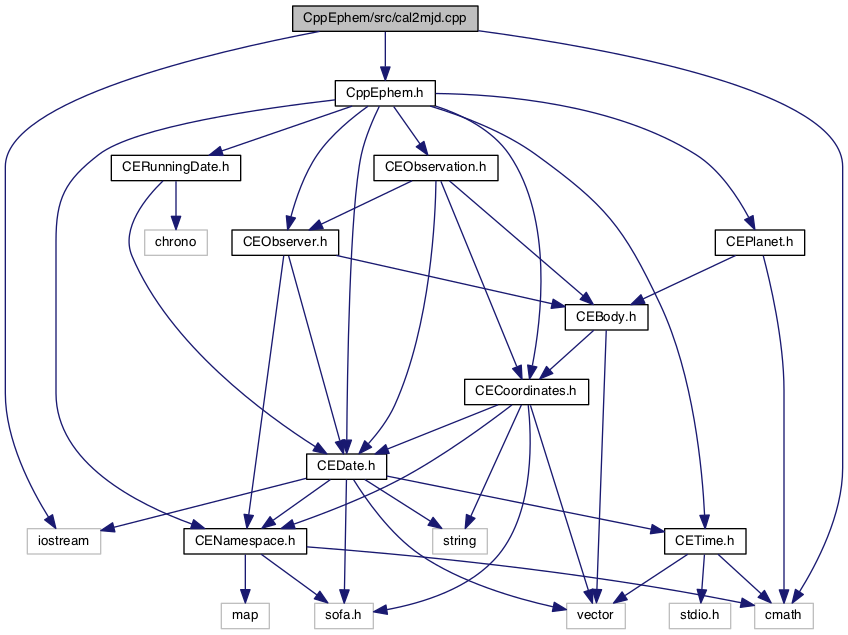 CppEphem/src/cal2mjd.cpp
CppEphem.h
CERunningDate.h
CEObservation.h
chrono
CEObserver.h
CEPlanet.h
CEBody.h
CECoordinates.h
CEDate.h
iostream
CENamespace.h
string
CETime.h
map
sofa.h
vector
stdio.h
cmath